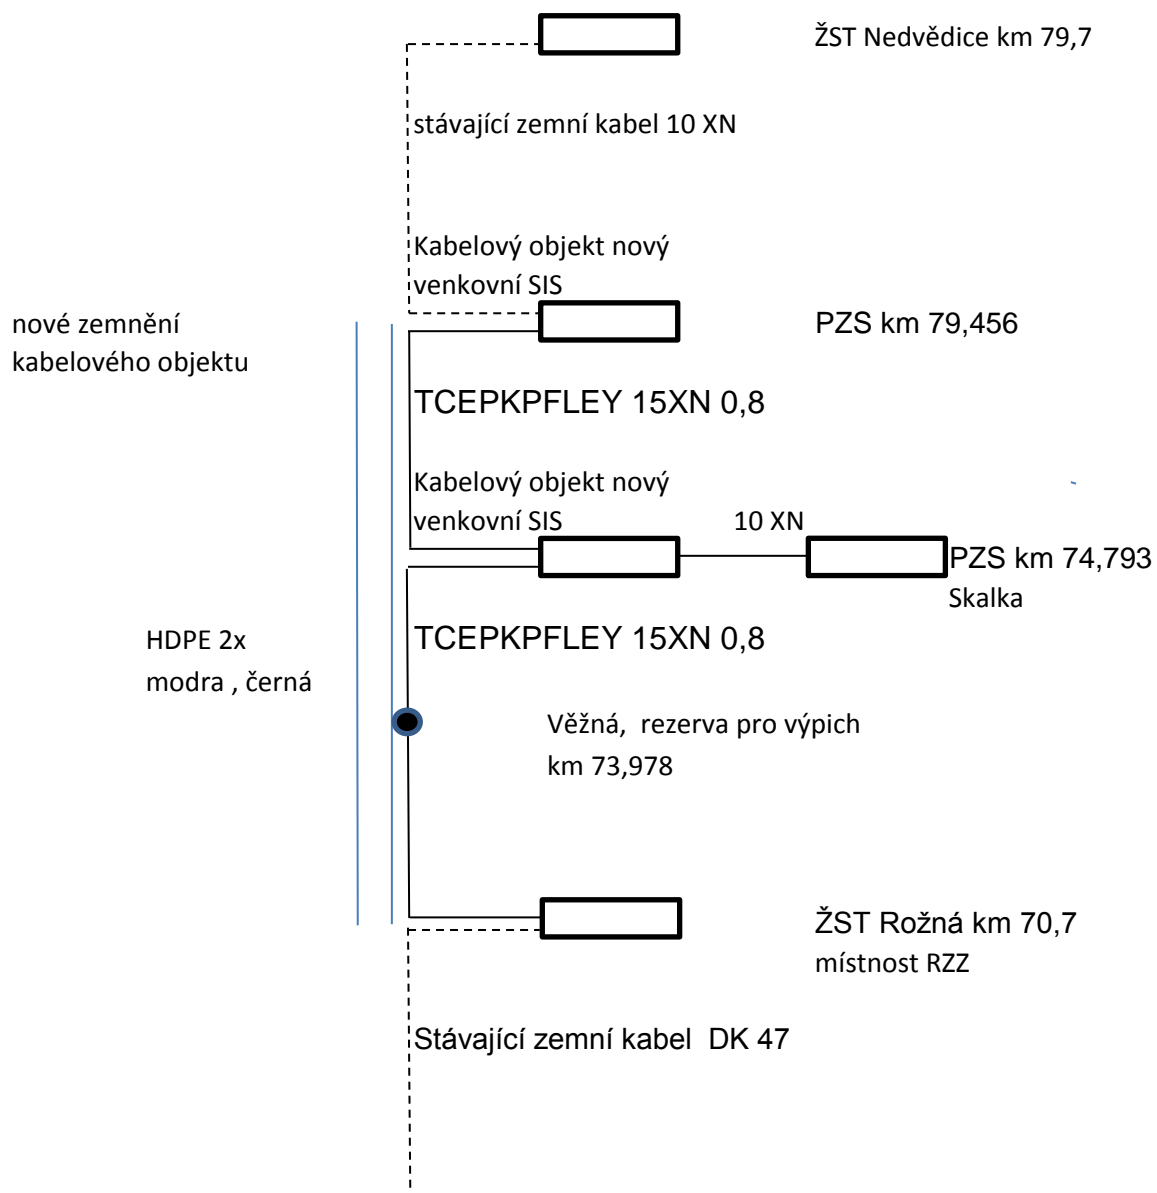 ŽST Nedvědice km 79,7
stávající zemní kabel 10 XN
Kabelový objekt nový
venkovní SIS
nové zemnění
kabelového objektu
PZS km 79,456
TCEPKPFLEY 15XN 0,8
Kabelový objekt nový
venkovní SIS
10 XN
PZS km 74,793
Skalka
HDPE 2x
modra , černá
TCEPKPFLEY 15XN 0,8
Věžná,  rezerva pro výpich
km 73,978
ŽST Rožná km 70,7
místnost RZZ
Stávající zemní kabel  DK 47